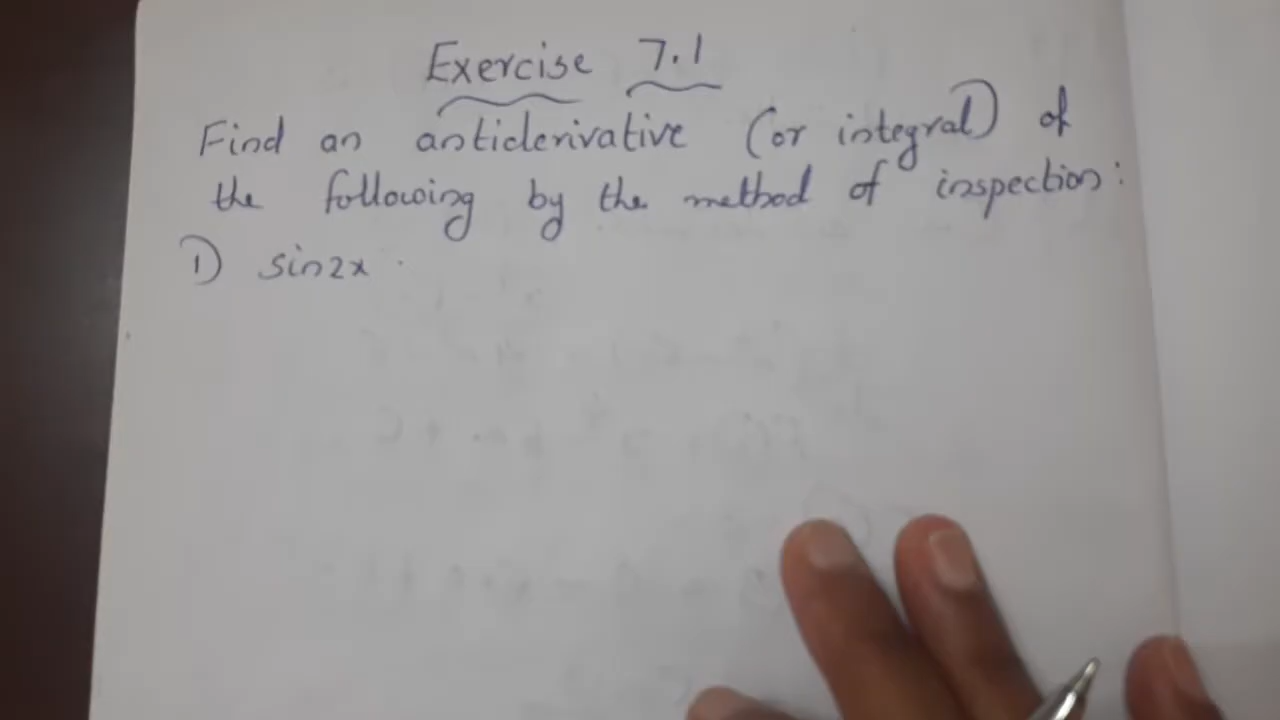 Exercise 7.1
Find an antiderivative (or integral) of
the following by the method of inspection:
1) sin2x.